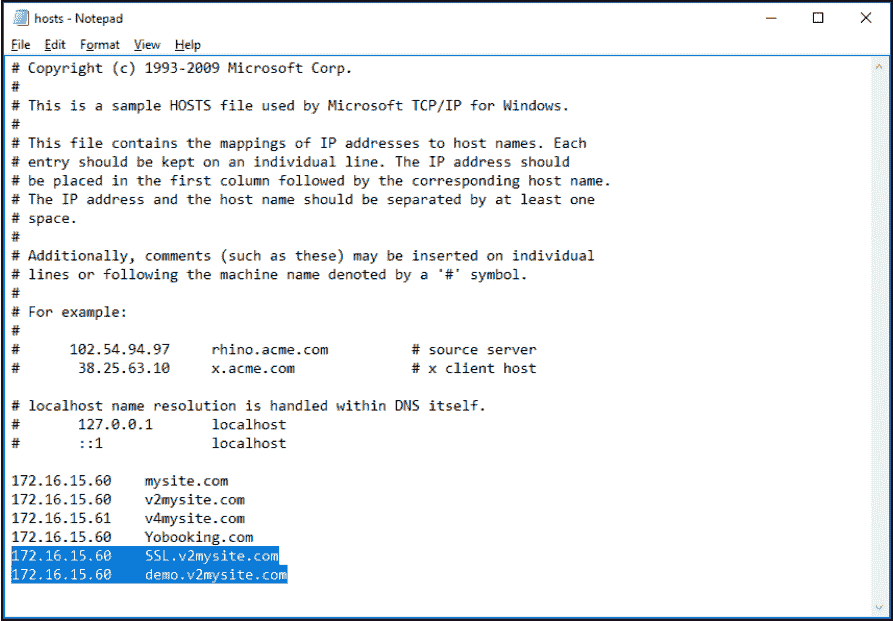 hosts - Notepad
File Edit Format View Help
# Copyright (c) 1993-2009 Microsoft Corp.
#
# This is a sample HOSTS file used by Microsoft TCP/IP for Windows.
#
# This file contains the mappings of IP addresses to host names. Each
# entry should be kept on an individual line. The IP address should
# be placed in the first column followed by the corresponding host name.
# The IP address and the host name should be separated by at least one
# space.
#
# Additionally, comments (such as these) may be inserted on individual
# lines or following the machine name denoted by a '#' symbol.
#
# For example:
#
#      102.54.94.97     rhino.acme.com          # source server
#       38.25.63.10     x.acme.com              # x client host

# localhost name resolution is handled within DNS itself.
#       127.0.0.1       localhost
#       ::1             localhost

172.16.15.60    mysite.com
172.16.15.60    v2mysite.com
172.16.15.61    v4mysite.com
172.16.15.60    Yobooking.com
172.16.15.60    SSL.v2mysite.com
172.16.15.60    demo.v2mysite.com